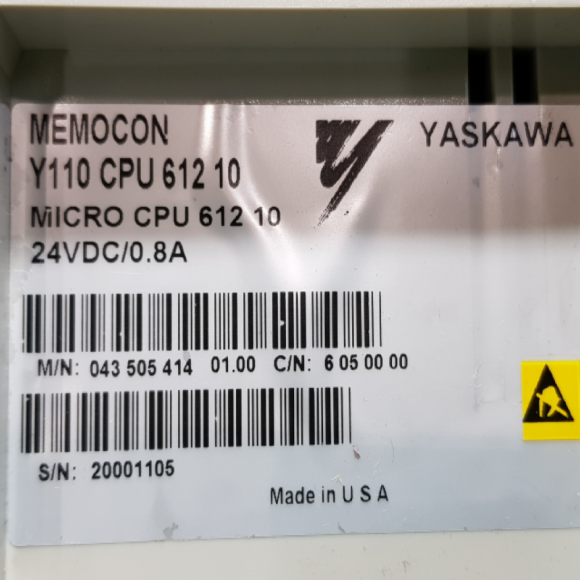 MEMOCON
YASKAWA
Y110 CPU 612 10
MICRO CPU 612 10
24VDC/0.8A
M/N: 043 505 414 01.00 C/N: 6 05 00 00
S/N: 20001105
Made in U S A